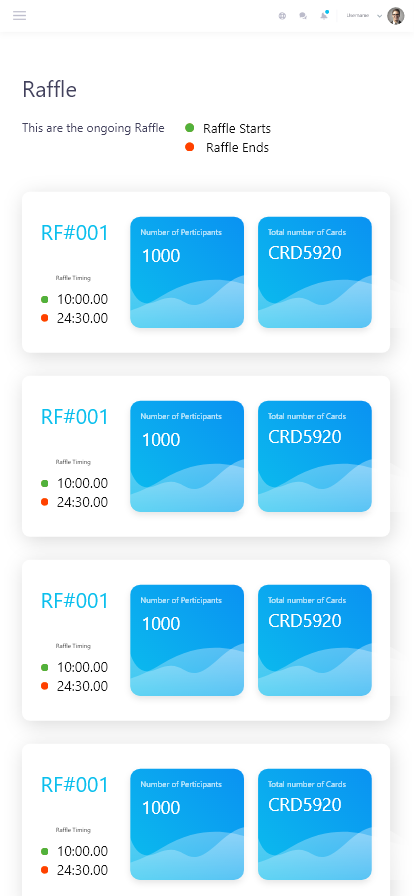 Username
Raffle
This are the ongoing Raffle
Raffle Starts
Raffle Ends
RF#001
Raffle Timing
10:00.00
24:30.00
Number of Perticipants
1000
Total number of Cards
CRD5920
RF#001
Raffle Timing
10:00.00
24:30.00
Number of Perticipants
1000
Total number of Cards
CRD5920
RF#001
Raffle Timing
10:00.00
24:30.00
Number of Perticipants
1000
Total number of Cards
CRD5920
RF#001
Raffle Timing
10:00.00
24:30.00
Number of Perticipants
1000
Total number of Cards
CRD5920